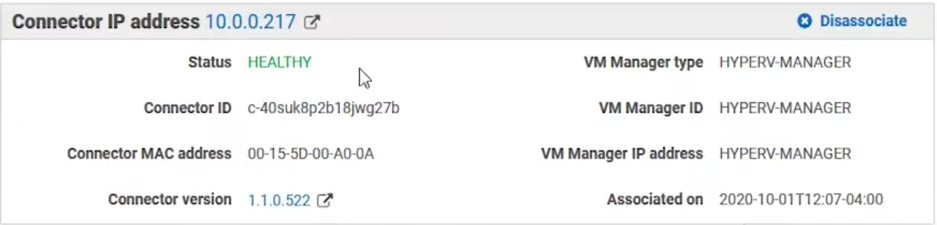 Connector IP address 10.0.0.217 Disassociate
Status HEALTHY VM Manager type HYPERV-MANAGER
Connector ID c-40suk8p2b18jwg27b VM Manager ID HYPERV-MANAGER
Connector MAC address 00-15-5D-00-A0-0A VM Manager IP address HYPERV-MANAGER
Connector version 1.1.0.522 Associated on 2020-10-01T12:07-04:00